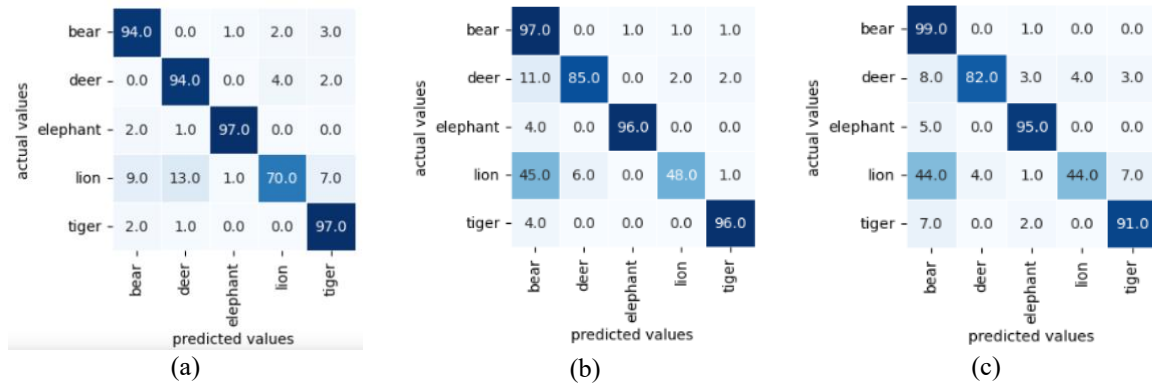 bear 94.0 0.0 1.0 2.0 3.0
deer 0.0 94.0 0.0 4.0 2.0
elephant 2.0 1.0 97.0 0.0 0.0
lion 9.0 13.0 1.0 70.0 7.0
tiger 2.0 1.0 0.0 0.0 97.0
actual values
bear deer elephant lion tiger
predicted values
(a)
bear 97.0 0.0 1.0 1.0 1.0
deer 11.0 85.0 0.0 2.0 2.0
elephant 4.0 0.0 96.0 0.0 0.0
lion 45.0 6.0 0.0 48.0 1.0
tiger 4.0 0.0 0.0 0.0 96.0
actual values
bear deer elephant lion tiger
predicted values
(b)
bear 99.0 0.0 1.0 0.0 0.0
deer 8.0 82.0 3.0 4.0 3.0
elephant 5.0 0.0 95.0 0.0 0.0
lion 44.0 4.0 1.0 44.0 7.0
tiger 7.0 0.0 2.0 0.0 91.0
actual values
bear deer elephant lion tiger
predicted values
(c)